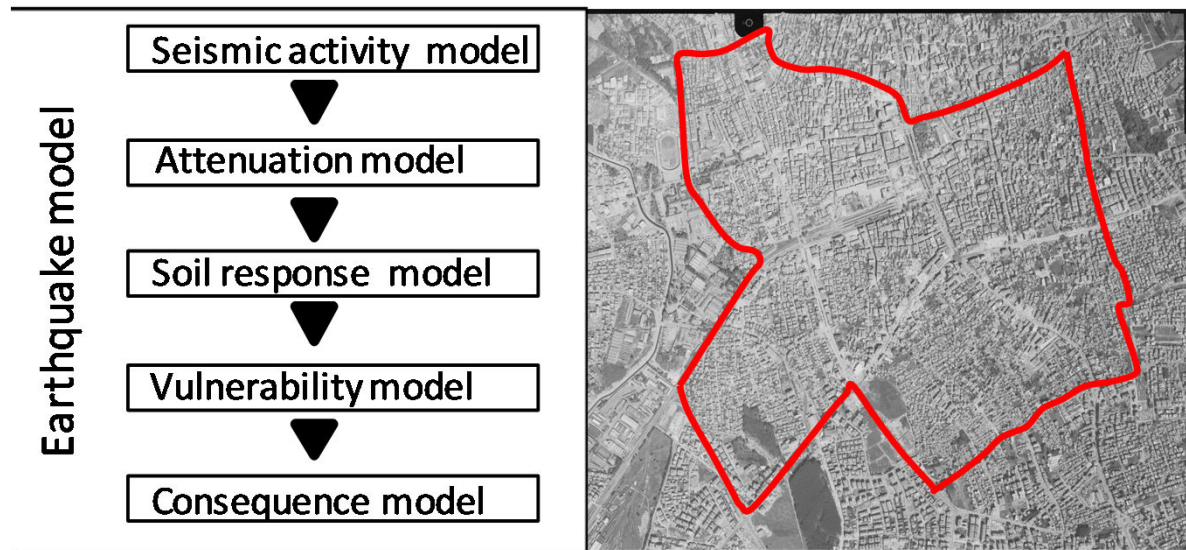 Earthquake model
Seismic activity model
Attenuation model
Soil response model
Vulnerability model
Consequence model